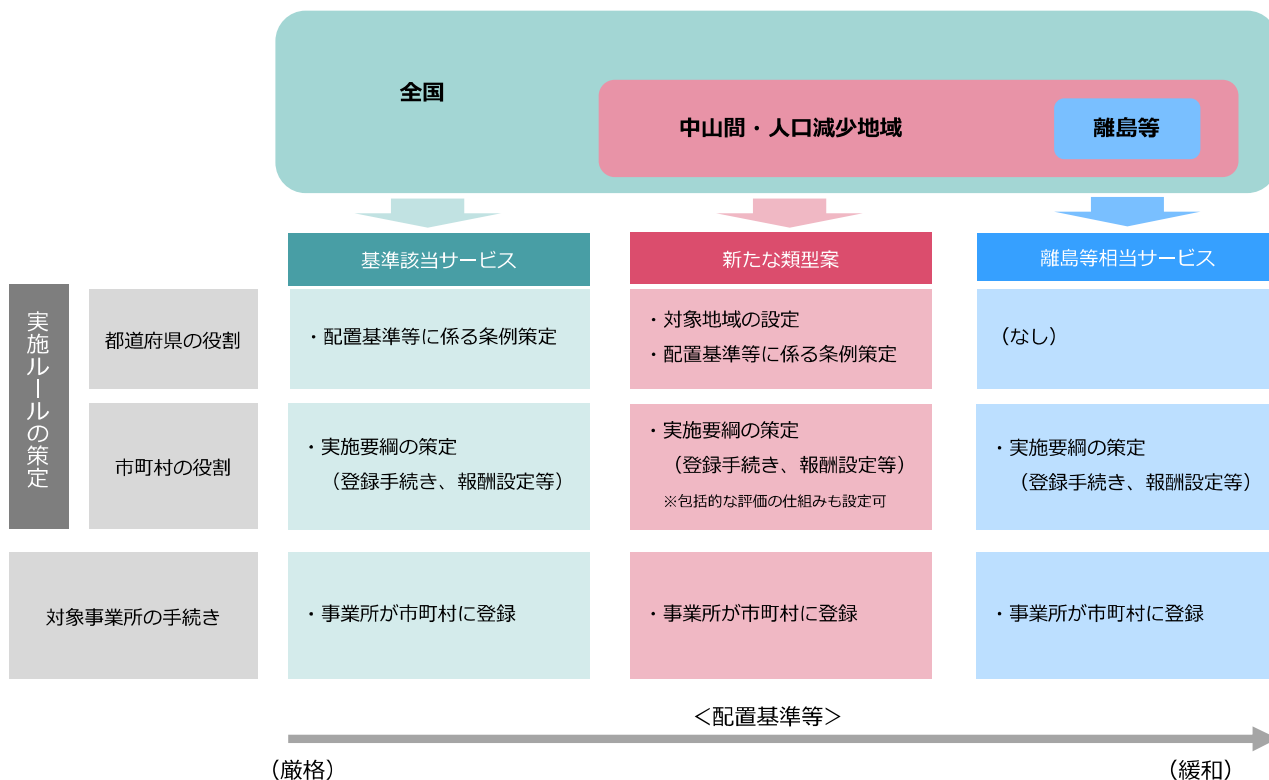 全国
中山間・人口減少地域
離島等
基準該当サービス
新たな類型案
離島等相当サービス
実施ルールの策定
都道府県の役割
・配置基準等に係る条例策定
・対象地域の設定
・配置基準等に係る条例策定
（なし）
市町村の役割
・実施要綱の策定
（登録手続き、報酬設定等）
・実施要綱の策定
（登録手続き、報酬設定等）
※包括的な評価の仕組みも設定可
・実施要綱の策定
（登録手続き、報酬設定等）
対象事業所の手続き
・事業所が市町村に登録
・事業所が市町村に登録
・事業所が市町村に登録
＜配置基準等＞
（厳格）
（緩和）